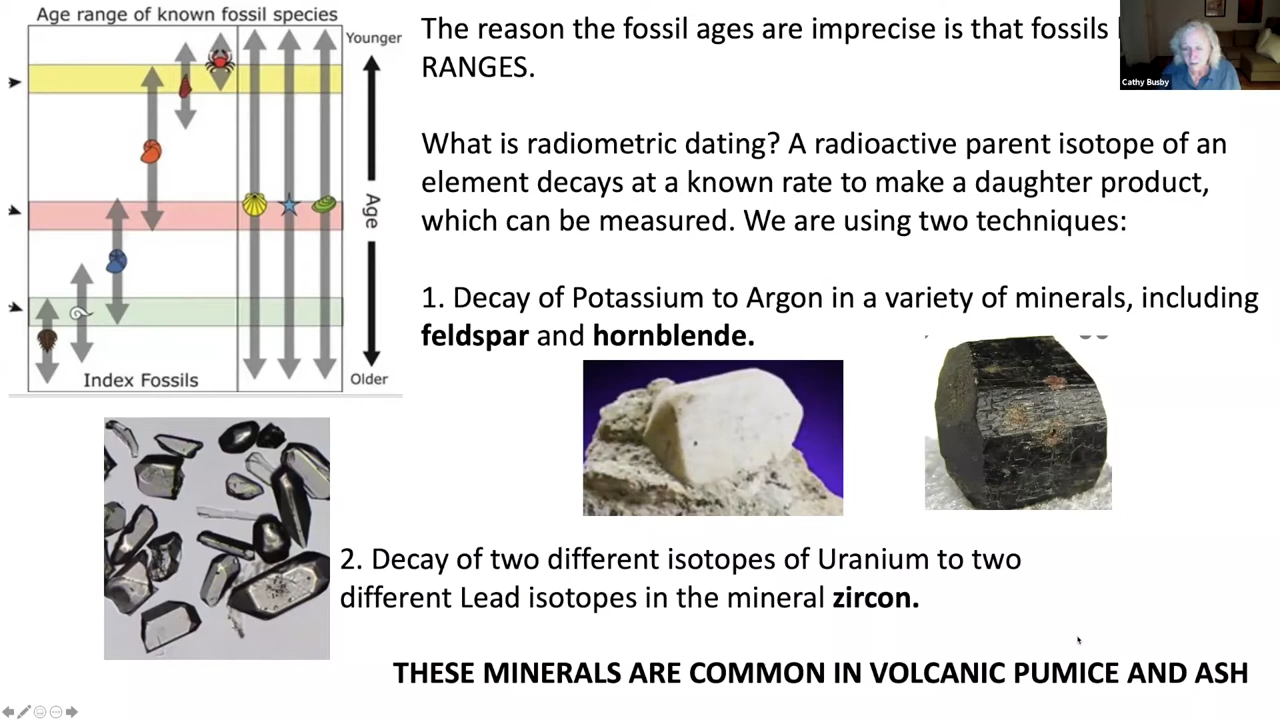 Age range of known fossil species
Younger
Age
Older
Index Fossils
The reason the fossil ages are imprecise is that fossils
RANGES.
Cathy Busby
What is radiometric dating? A radioactive parent isotope of an
element decays at a known rate to make a daughter product,
which can be measured. We are using two techniques:
1. Decay of Potassium to Argon in a variety of minerals, including
feldspar and hornblende.
2. Decay of two different isotopes of Uranium to two
different Lead isotopes in the mineral zircon.
THESE MINERALS ARE COMMON IN VOLCANIC PUMICE AND ASH